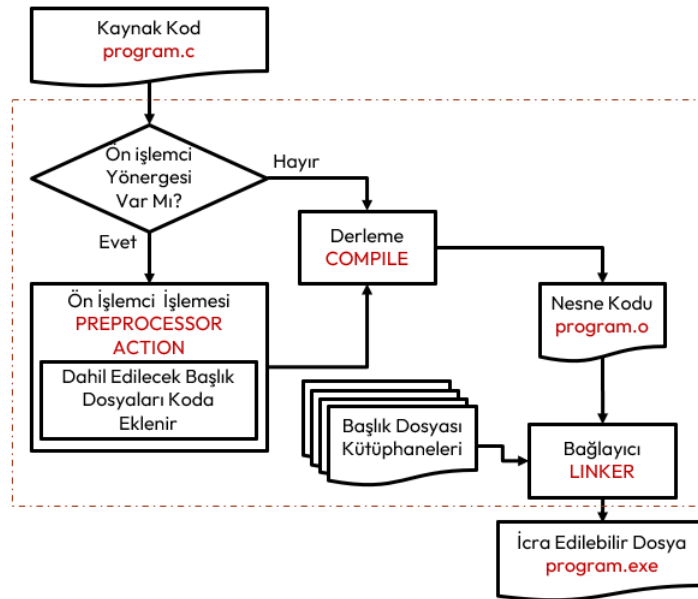 Kaynak Kod
program.c
Ön işlemci
Yönergesi
Var Mı?
Hayır
Evet
Derleme
COMPILE
Ön İşlemci İşlemesi
PREPROCESSOR
ACTION
Dahil Edilecek Başlık
Dosyaları Koda
Eklenir
Nesne Kodu
program.o
Başlık Dosyası
Kütüphaneleri
Bağlayıcı
LINKER
İcra Edilebilir Dosya
program.exe